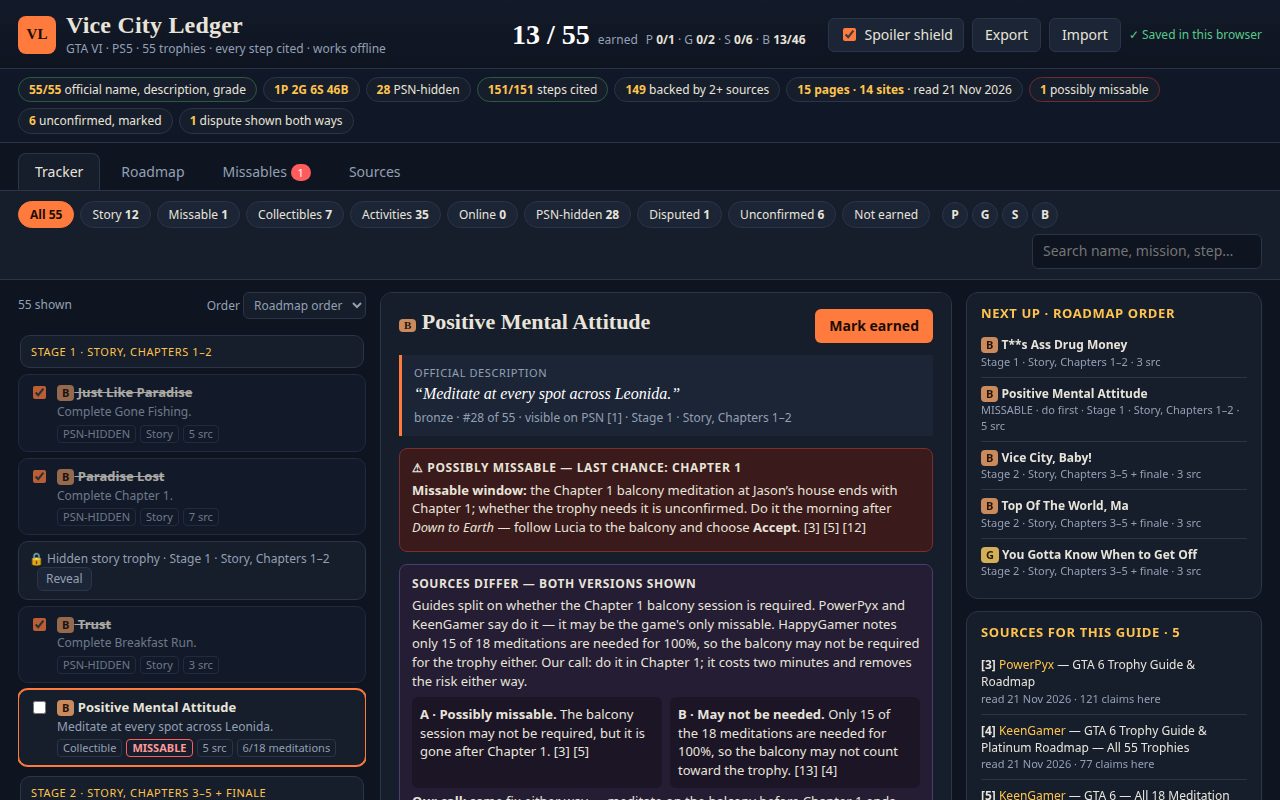 VL
Vice City Ledger
GTA VI · PS5 · 55 trophies · every step cited · works offline
13 / 55 earned P 0/1 · G 0/2 · S 0/6 · B 13/46
Spoiler shield
Export
Import
✓ Saved in this browser
55/55 official name, description, grade
1P 2G 6S 46B
28 PSN-hidden
151/151 steps cited
149 backed by 2+ sources
15 pages · 14 sites · read 21 Nov 2026
1 possibly missable
6 unconfirmed, marked
1 dispute shown both ways
Tracker
Roadmap
Missables 1
Sources
All 55
Story 12
Missable 1
Collectibles 7
Activities 35
Online 0
PSN-hidden 28
Disputed 1
Unconfirmed 6
Not earned
P
G
S
B
Search name, mission, step...
55 shown
Order Roadmap order
STAGE 1 · STORY, CHAPTERS 1–2
B Just Like Paradise
Complete Gone Fishing.
PSN-HIDDEN Story 5 src
B Paradise Lost
Complete Chapter 1.
PSN-HIDDEN Story 7 src
🔒 Hidden story trophy · Stage 1 · Story, Chapters 1–2
Reveal
B Trust
Complete Breakfast Run.
PSN-HIDDEN Story 3 src
B Positive Mental Attitude
Meditate at every spot across Leonida.
Collectible MISSABLE 5 src 6/18 meditations
STAGE 2 · STORY, CHAPTERS 3–5 + FINALE
B Positive Mental Attitude
Mark earned
OFFICIAL DESCRIPTION
“Meditate at every spot across Leonida.”
bronze · #28 of 55 · visible on PSN [1] · Stage 1 · Story, Chapters 1–2
⚠ POSSIBLY MISSABLE — LAST CHANCE: CHAPTER 1
Missable window: the Chapter 1 balcony meditation at Jason’s house ends with
Chapter 1; whether the trophy needs it is unconfirmed. Do it the morning after
Down to Earth — follow Lucia to the balcony and choose Accept. [3] [5] [12]
SOURCES DIFFER — BOTH VERSIONS SHOWN
Guides split on whether the Chapter 1 balcony session is required. PowerPyx and
KeenGamer say do it — it may be the game's only missable. HappyGamer notes
only 15 of 18 meditations are needed for 100%, so the balcony may not be required
for the trophy either. Our call: do it in Chapter 1; it costs two minutes and removes
the risk either way.
A · Possibly missable. The balcony
session may not be required, but it is
gone after Chapter 1. [3] [5]
B · May not be needed. Only 15 of
the 18 meditations are needed for
100%, so the balcony may not count
toward the trophy. [13] [4]
Our call: same fix either way — meditate on the balcony before Chapter 1 ends.
NEXT UP · ROADMAP ORDER
B T**s Ass Drug Money
Stage 1 · Story, Chapters 1–2 · 3 src
B Positive Mental Attitude
MISSABLE · do first · Stage 1 · Story, Chapters 1–2 ·
5 src
B Vice City, Baby!
Stage 2 · Story, Chapters 3–5 + finale · 3 src
B Top Of The World, Ma
Stage 2 · Story, Chapters 3–5 + finale · 3 src
G You Gotta Know When to Get Off
Stage 2 · Story, Chapters 3–5 + finale · 3 src
SOURCES FOR THIS GUIDE · 5
[3] PowerPyx — GTA 6 Trophy Guide &
Roadmap
read 21 Nov 2026 · 121 claims here
[4] KeenGamer — GTA 6 Trophy Guide &
Platinum Roadmap — All 55 Trophies
read 21 Nov 2026 · 77 claims here
[5] KeenGamer — GTA 6 — All 18 Meditation